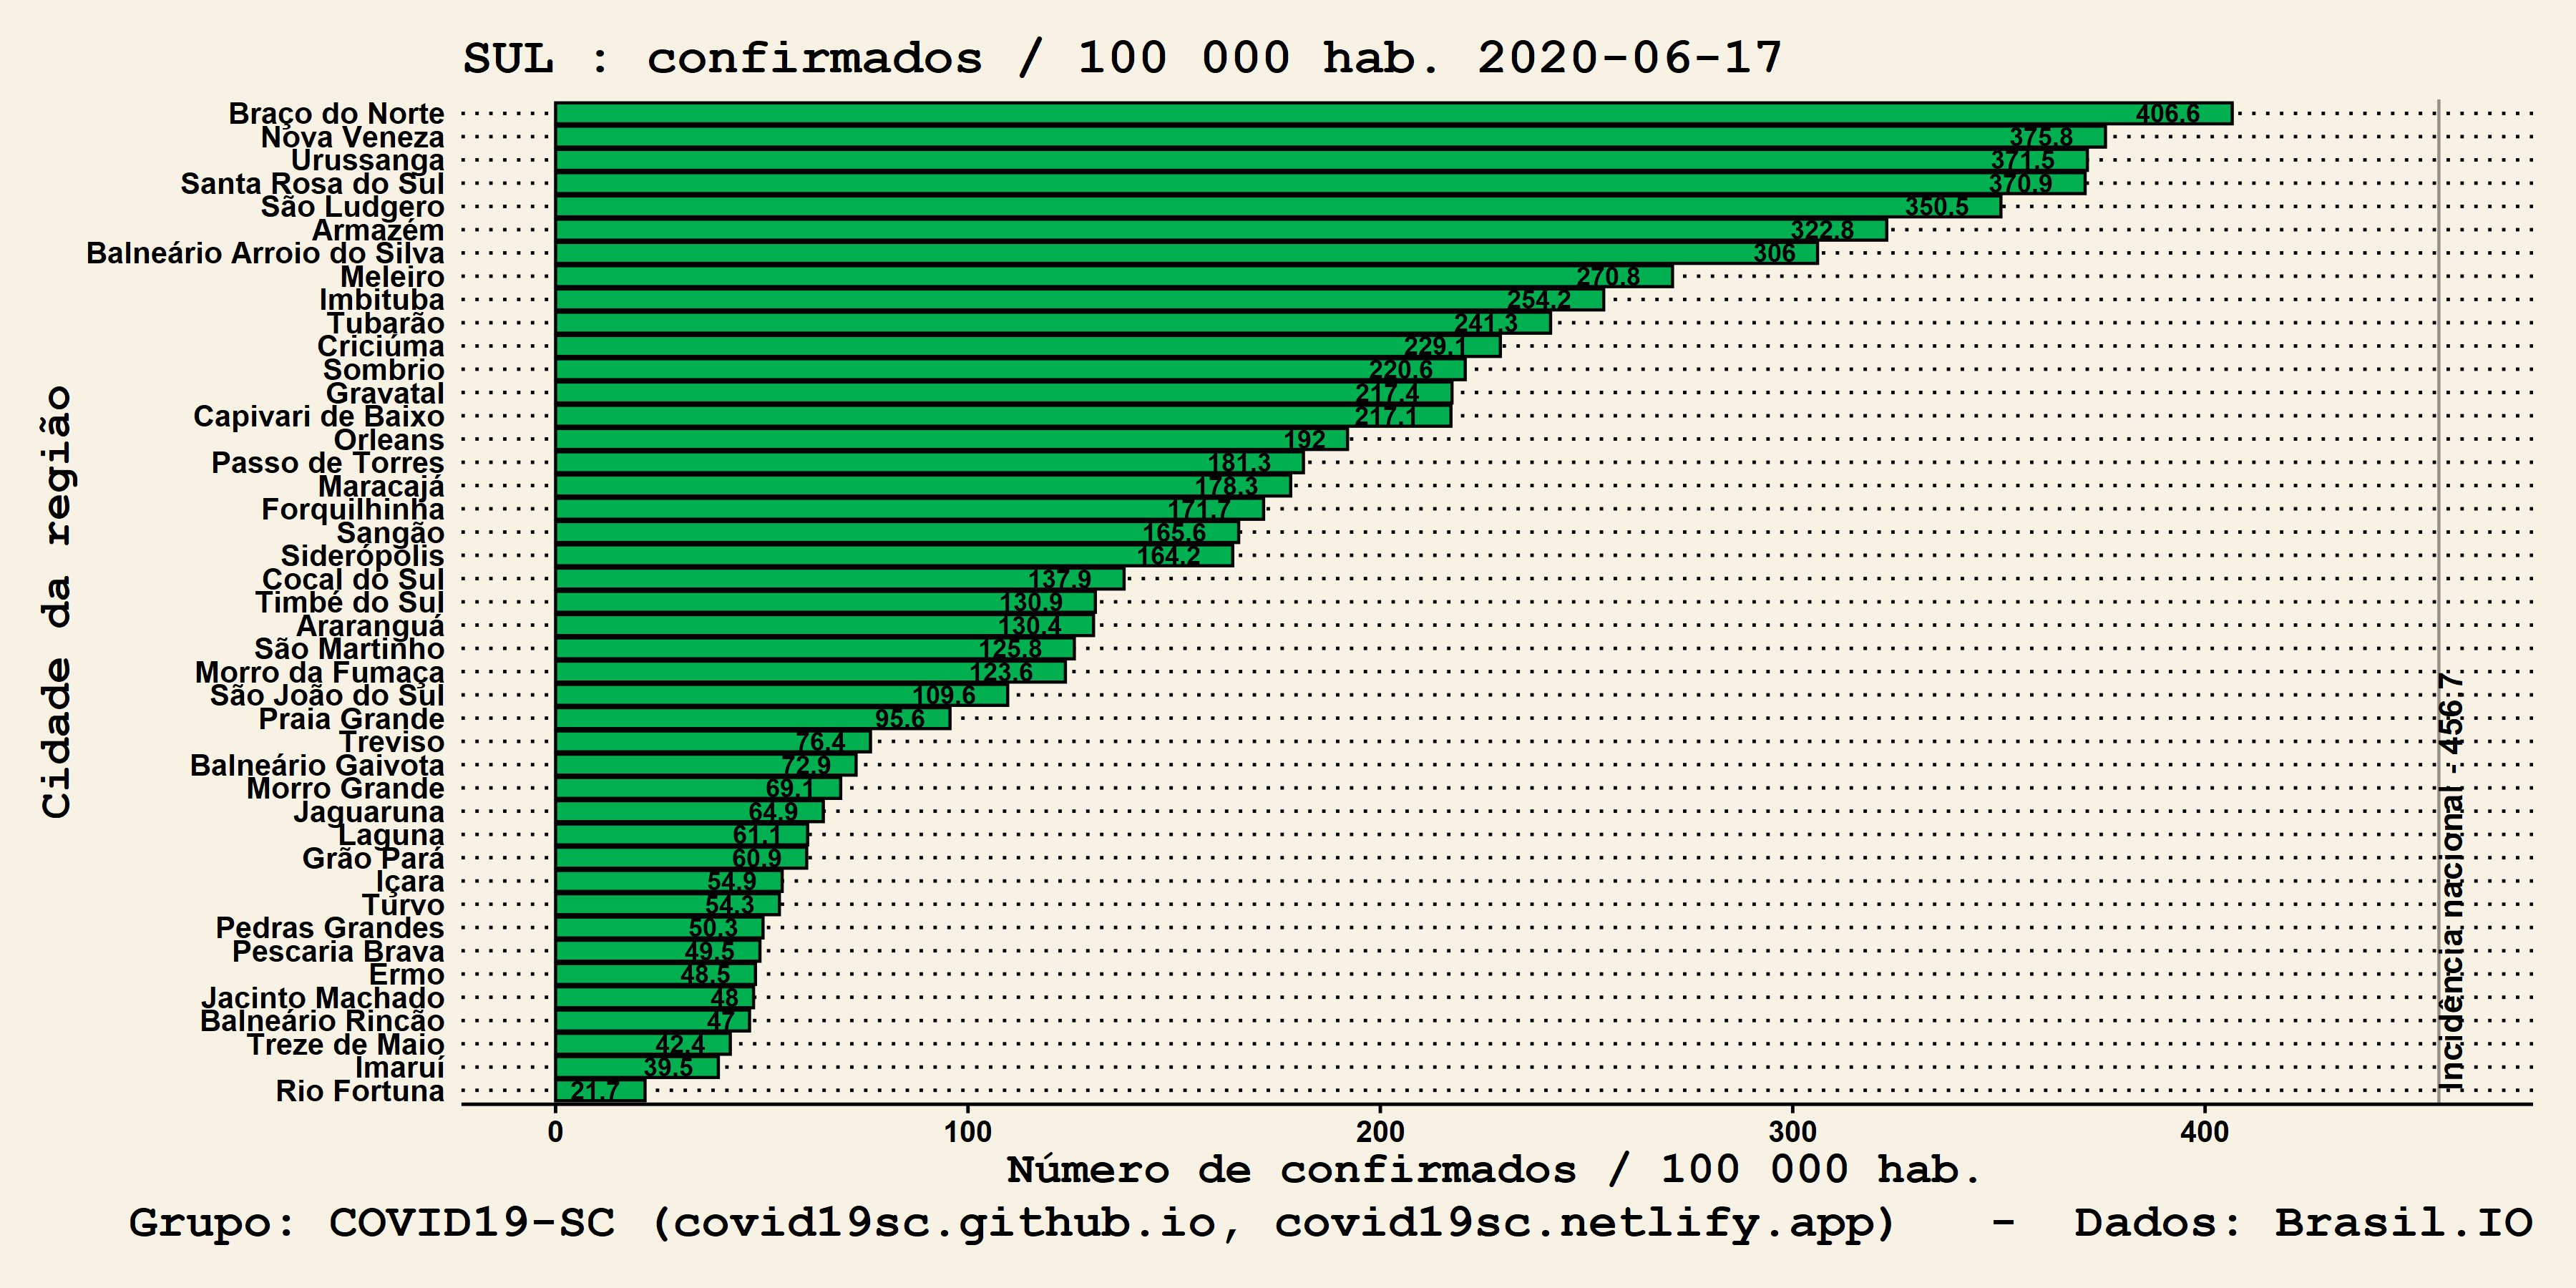 SUL : confirmados / 100 000 hab. 2020-06-17
Cidade da região
Braço do Norte 406.6
Nova Veneza 375.8
Urussanga 371.5
Santa Rosa do Sul 370.9
São Ludgero 350.5
Armazém 322.8
Balneário Arroio do Silva 306
Meleiro 270.8
Imbituba 254.2
Tubarão 241.3
Criciúma 229.1
Sombrio 220.6
Gravatal 217.4
Capivari de Baixo 217.1
Orleans 192
Passo de Torres 181.3
Maracajá 178.3
Forquilhinha 171.7
Sangão 165.6
Siderópolis 164.2
Cocal do Sul 137.9
Timbé do Sul 130.9
Araranguá 130.4
São Martinho 125.8
Morro da Fumaça 123.6
São João do Sul 109.6
Praia Grande 95.6
Treviso 76.4
Balneário Gaivota 72.9
Morro Grande 69.1
Jaguaruna 64.9
Laguna 61.1
Grão Pará 60.9
Içara 54.9
Turvo 54.3
Pedras Grandes 50.3
Pescaria Brava 49.5
Ermo 48.5
Jacinto Machado 48
Balneário Rincão 47
Treze de Maio 42.4
Imaruí 39.5
Rio Fortuna 21.7
Incidência nacional - 456.7
0 100 200 300 400
Número de confirmados / 100 000 hab.
Grupo: COVID19-SC (covid19sc.github.io, covid19sc.netlify.app) - Dados: Brasil.IO